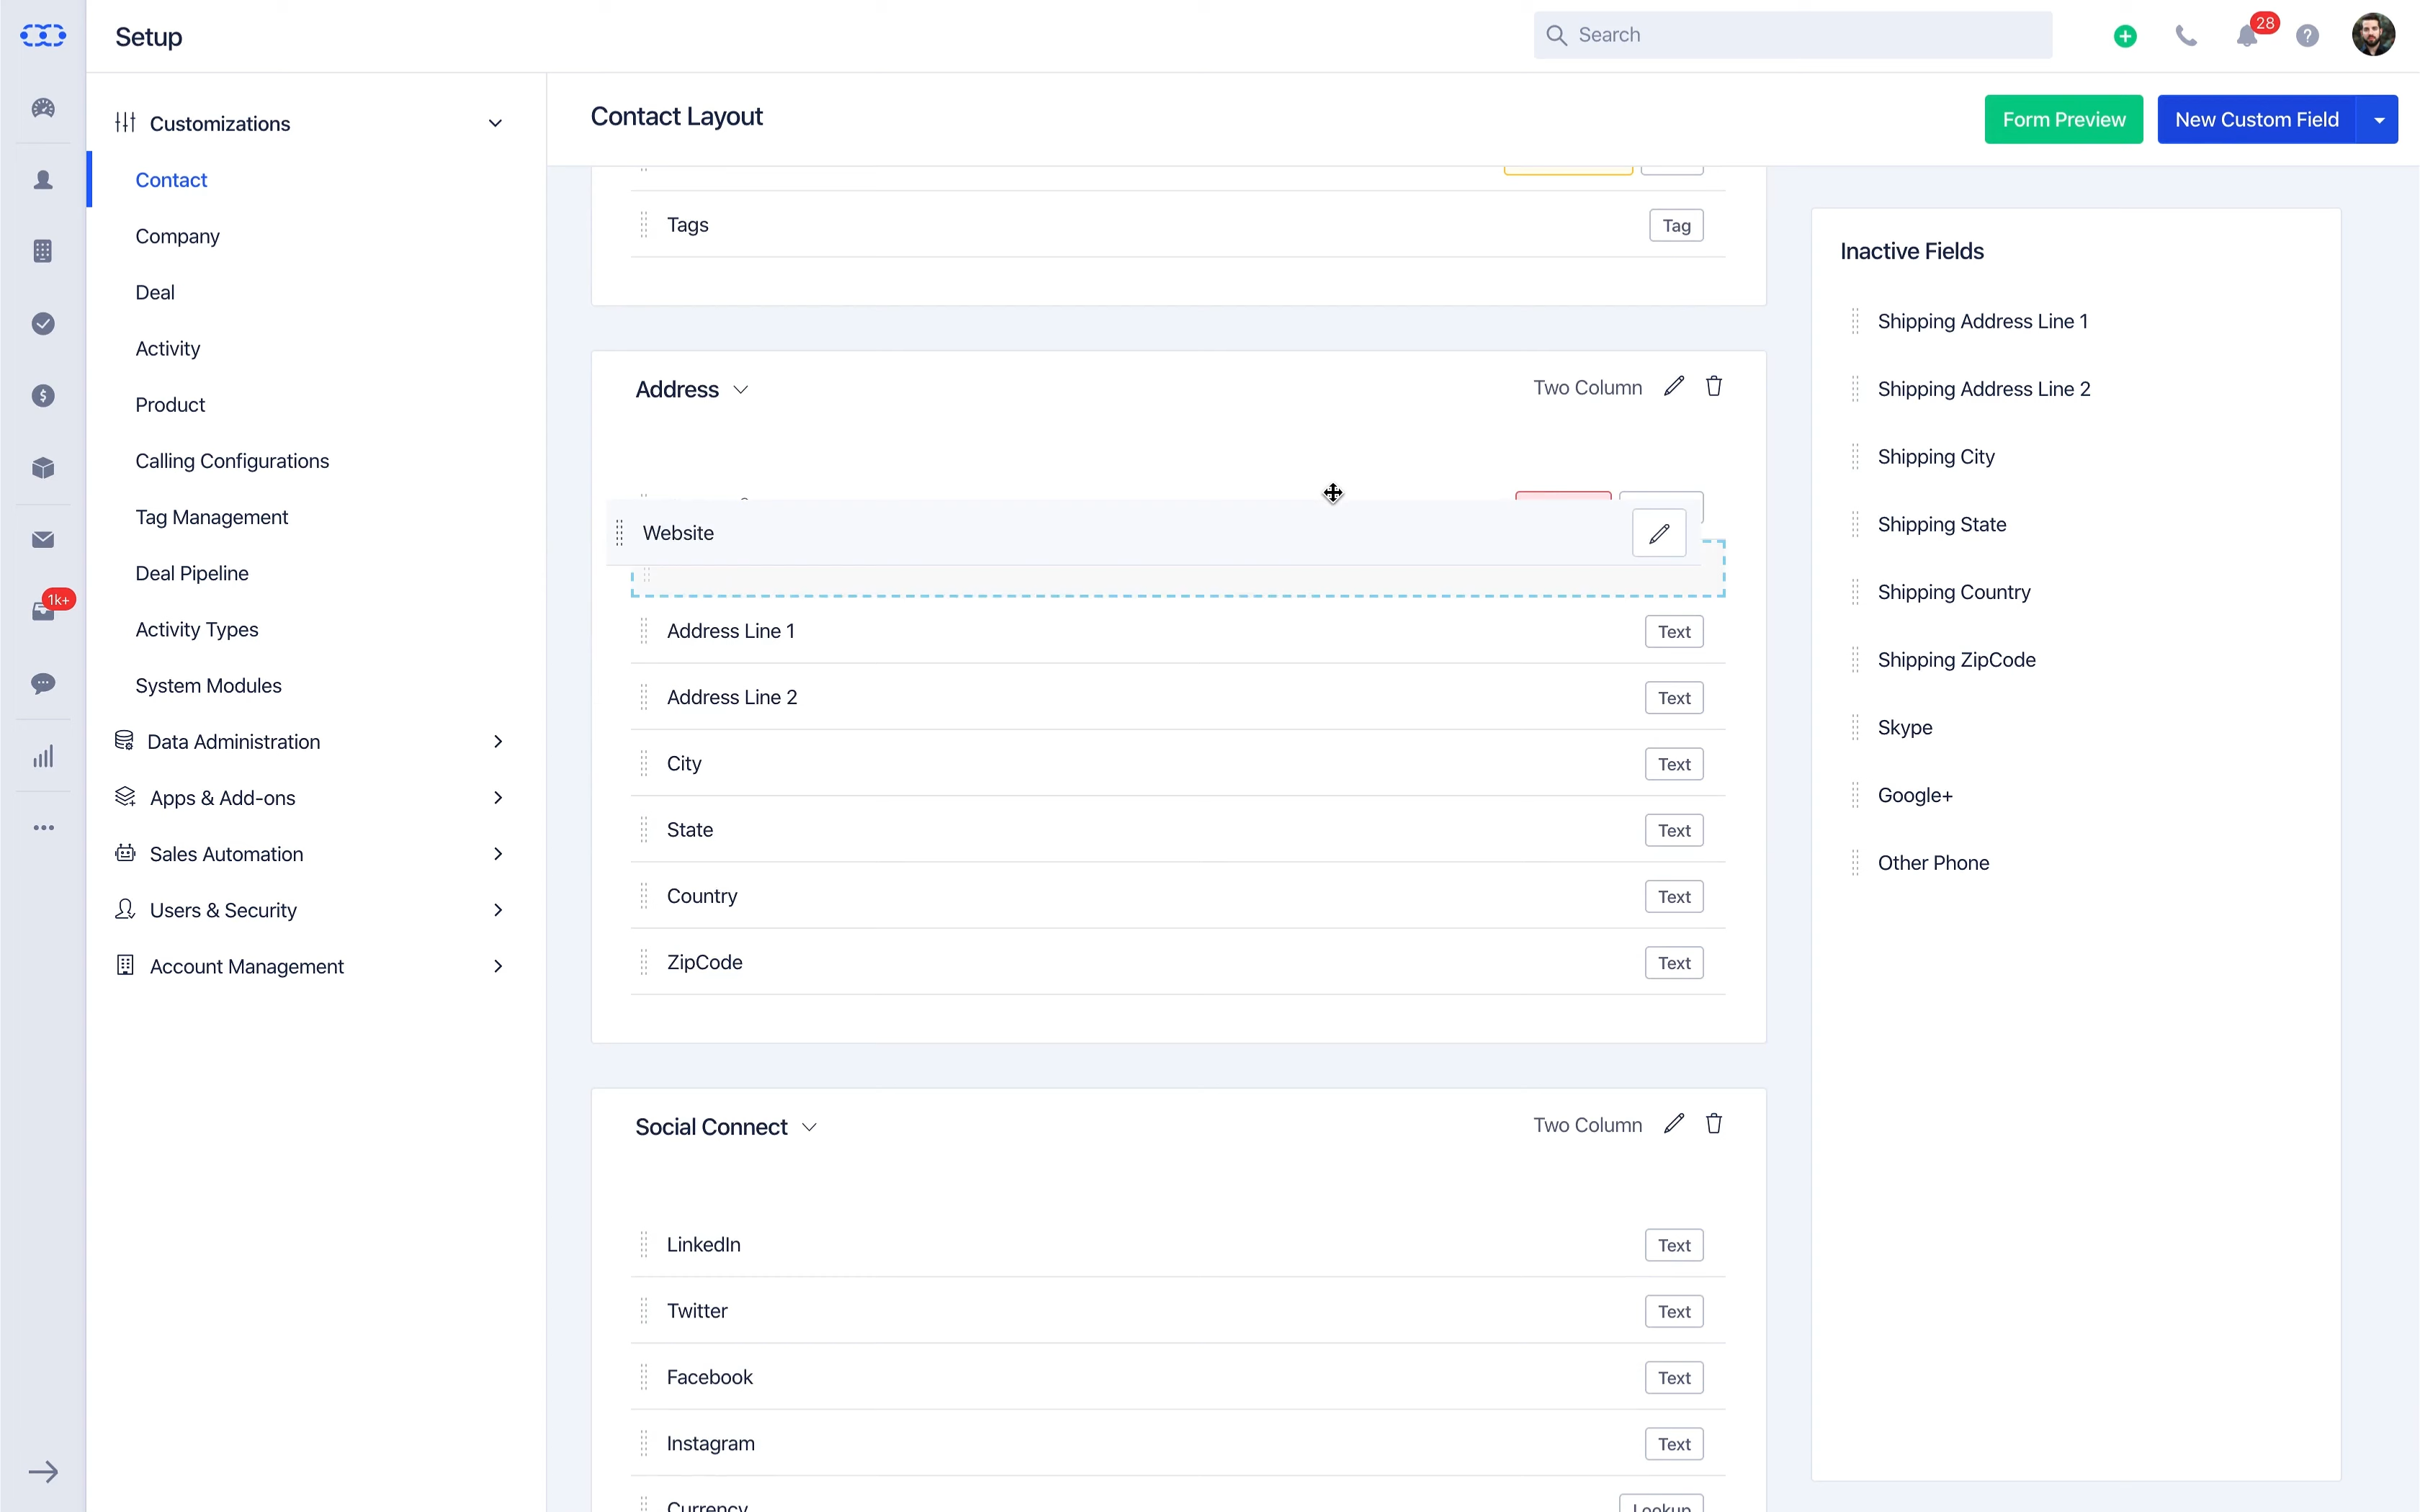 Setup
Search
28
Customizations
Contact
Company
Deal
Activity
Product
Calling Configurations
Tag Management
Deal Pipeline
1k+
Activity Types
System Modules
Data Administration
Apps & Add-ons
Sales Automation
Users & Security
Account Management
Contact Layout
Form Preview
New Custom Field
Tags
Tag
Address
Two Column
Website
Address Line 1
Text
Address Line 2
Text
City
Text
State
Text
Country
Text
ZipCode
Text
Social Connect
Two Column
LinkedIn
Text
Twitter
Text
Facebook
Text
Instagram
Text
Currency
Lookup
Inactive Fields
Shipping Address Line 1
Shipping Address Line 2
Shipping City
Shipping State
Shipping Country
Shipping ZipCode
Skype
Google+
Other Phone